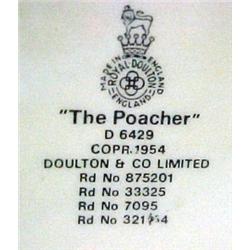 MADE IN ENGLAND
ROYAL·DOULTON
ENGLAND
"The Poacher"
D 6429
COPR.1954
DOULTON & CO LIMITED
Rd No 875201
Rd No 33325
Rd No 7095
Rd No